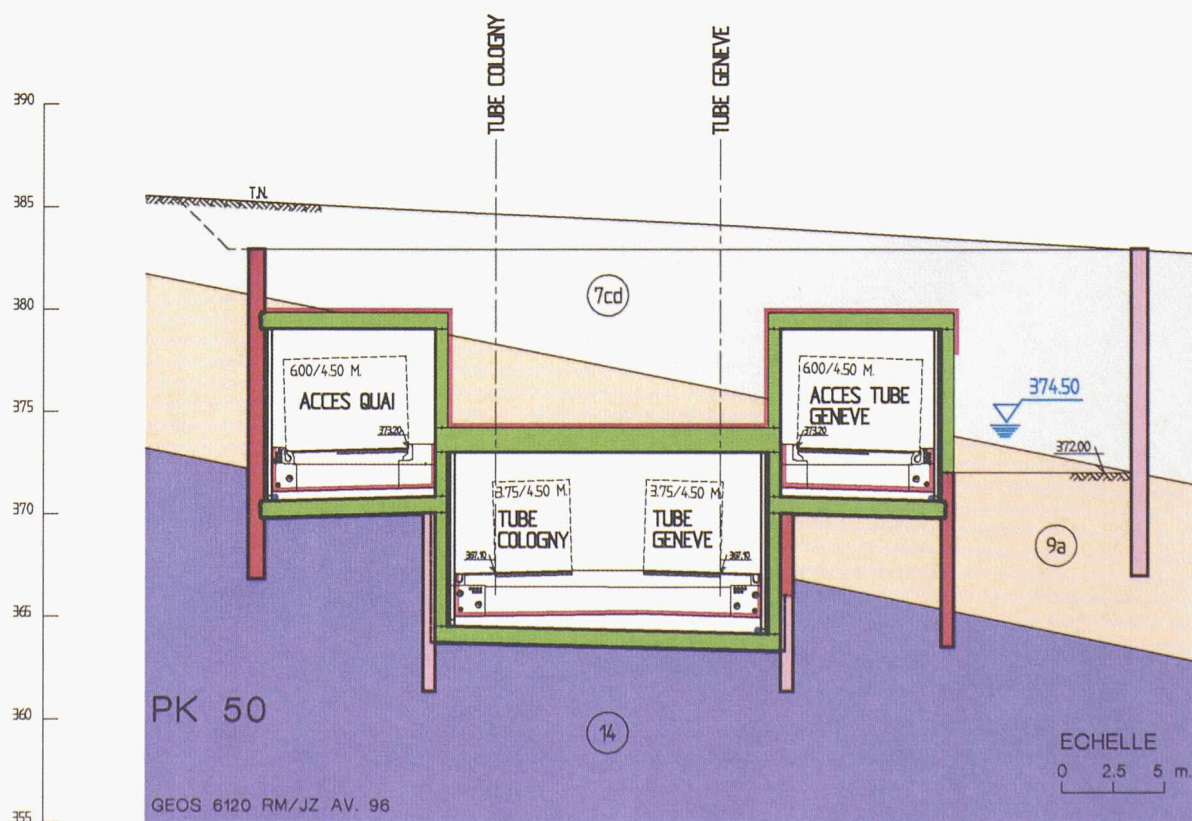 TUBE COLOGNY
TUBE GENEVE
390
385
T.N.
380
7cd
6.00/4.50 M.
ACCES QUAI
373.20
6.00/4.50 M.
ACCES TUBE
GENEVE
373.20
374.50
375
372.00
370
3.75/4.50 M.
TUBE
COLOGNY
367.10
3.75/4.50 M.
TUBE
GENEVE
367.10
9a
365
PK 50
360
14
ECHELLE
0 2.5 5 m.
GEOS 6120 RM/JZ AV. 96
355